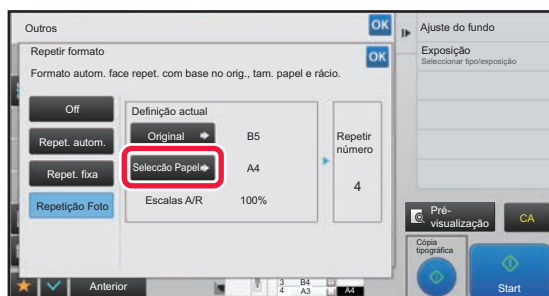 Outros
OK
Repetir formato
OK
Formato autom. face repet. com base no orig., tam. papel e rácio.
Off
Repet. autom.
Repet. fixa
Repetição Foto
Definição actual
Original
B5
Selecção Papel
A4
Escalas A/R
100%
Repetir
número
4
Ajuste do fundo
Exposição
Seleccionar tipo/exposição
Pré-
visualização
CA
Cópia
tipográfica
Start
Anterior
3 B4
4 A3
A4